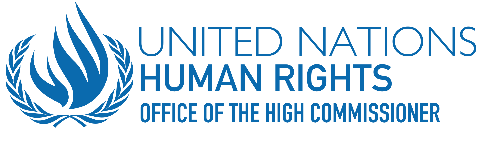 UNITED NATIONS
HUMAN RIGHTS
OFFICE OF THE HIGH COMMISSIONER